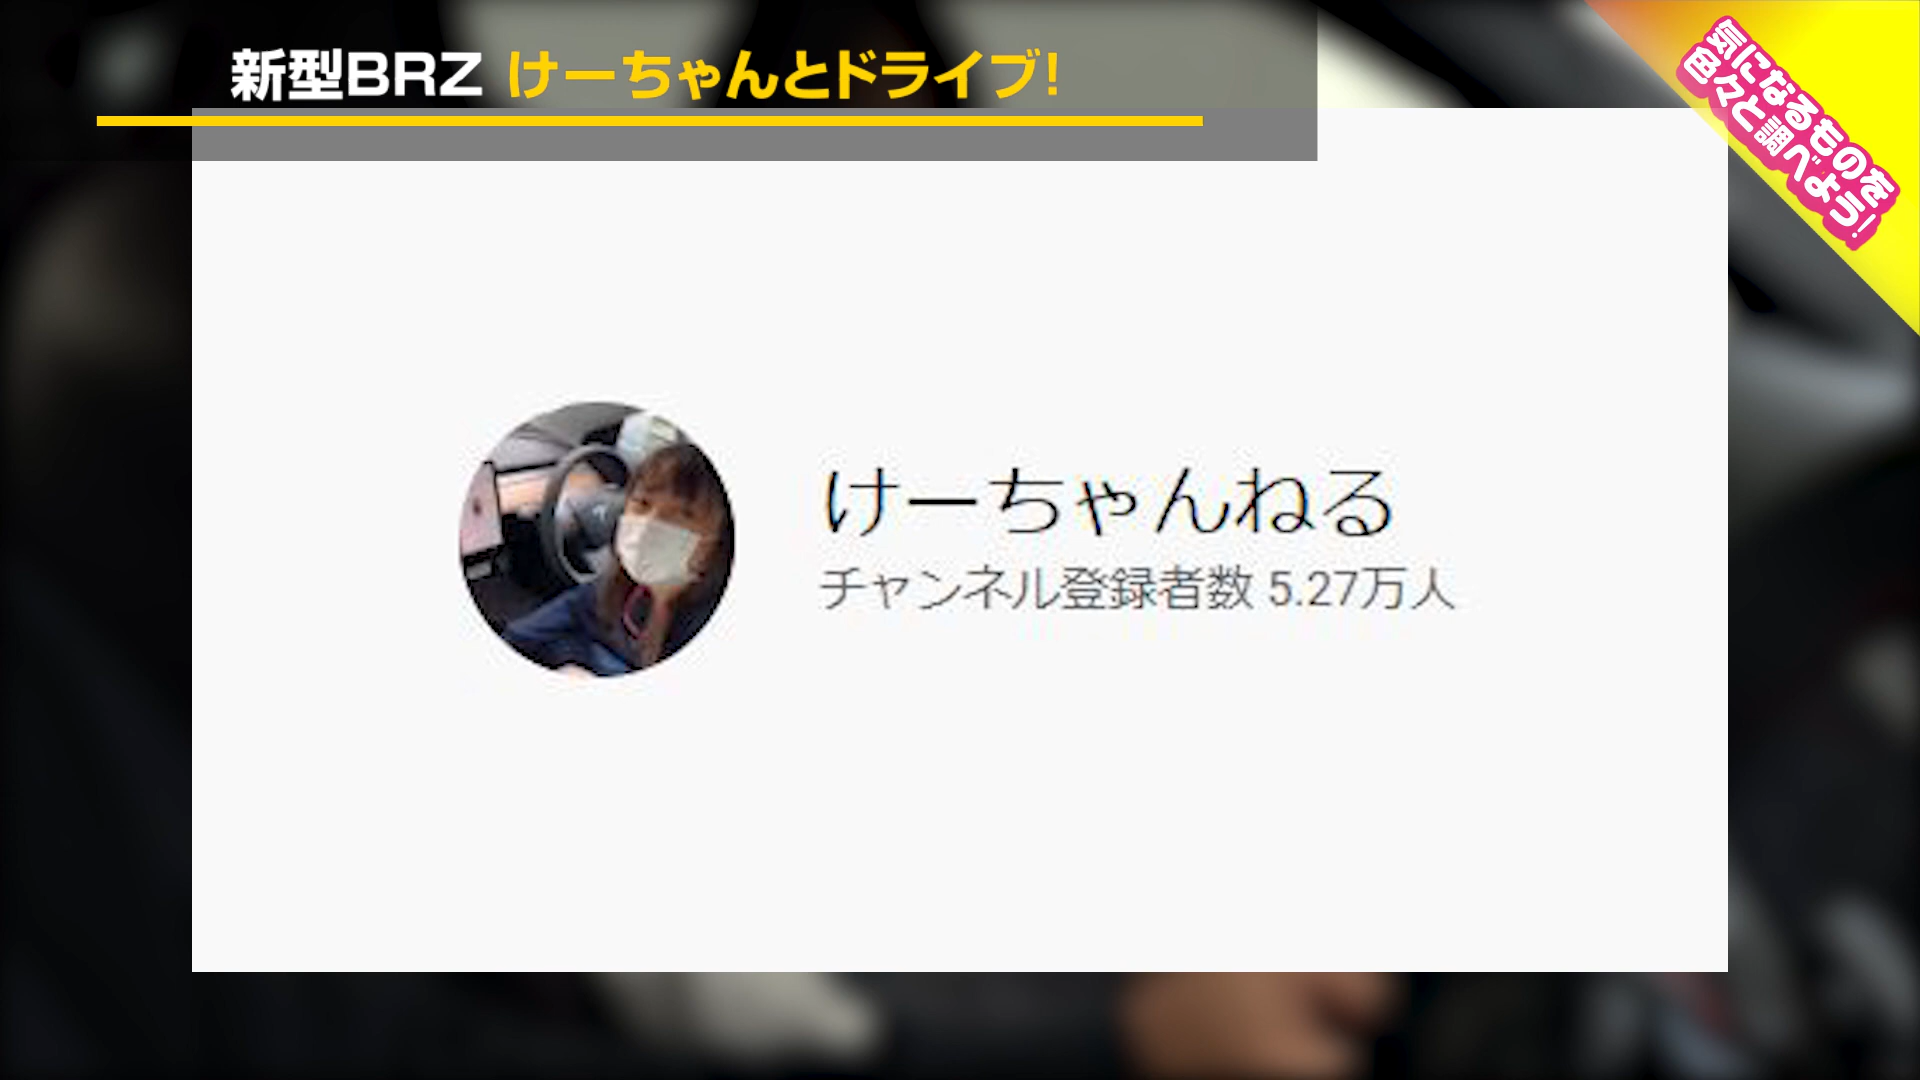 新型BRZ けーちゃんとドライブ!
気になるものを
色々と調べよう!
けーちゃんねる
チャンネル登録者数 5.27万人